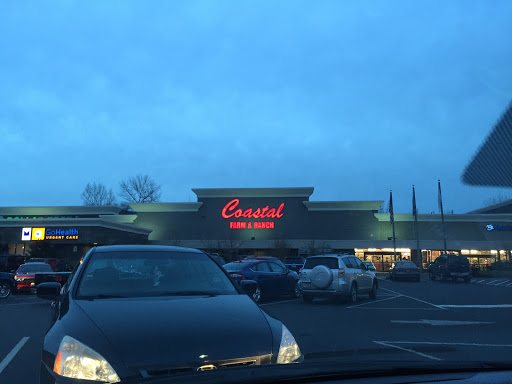 Coastal
FARM & RANCH
GoHealth
URGENT CARE